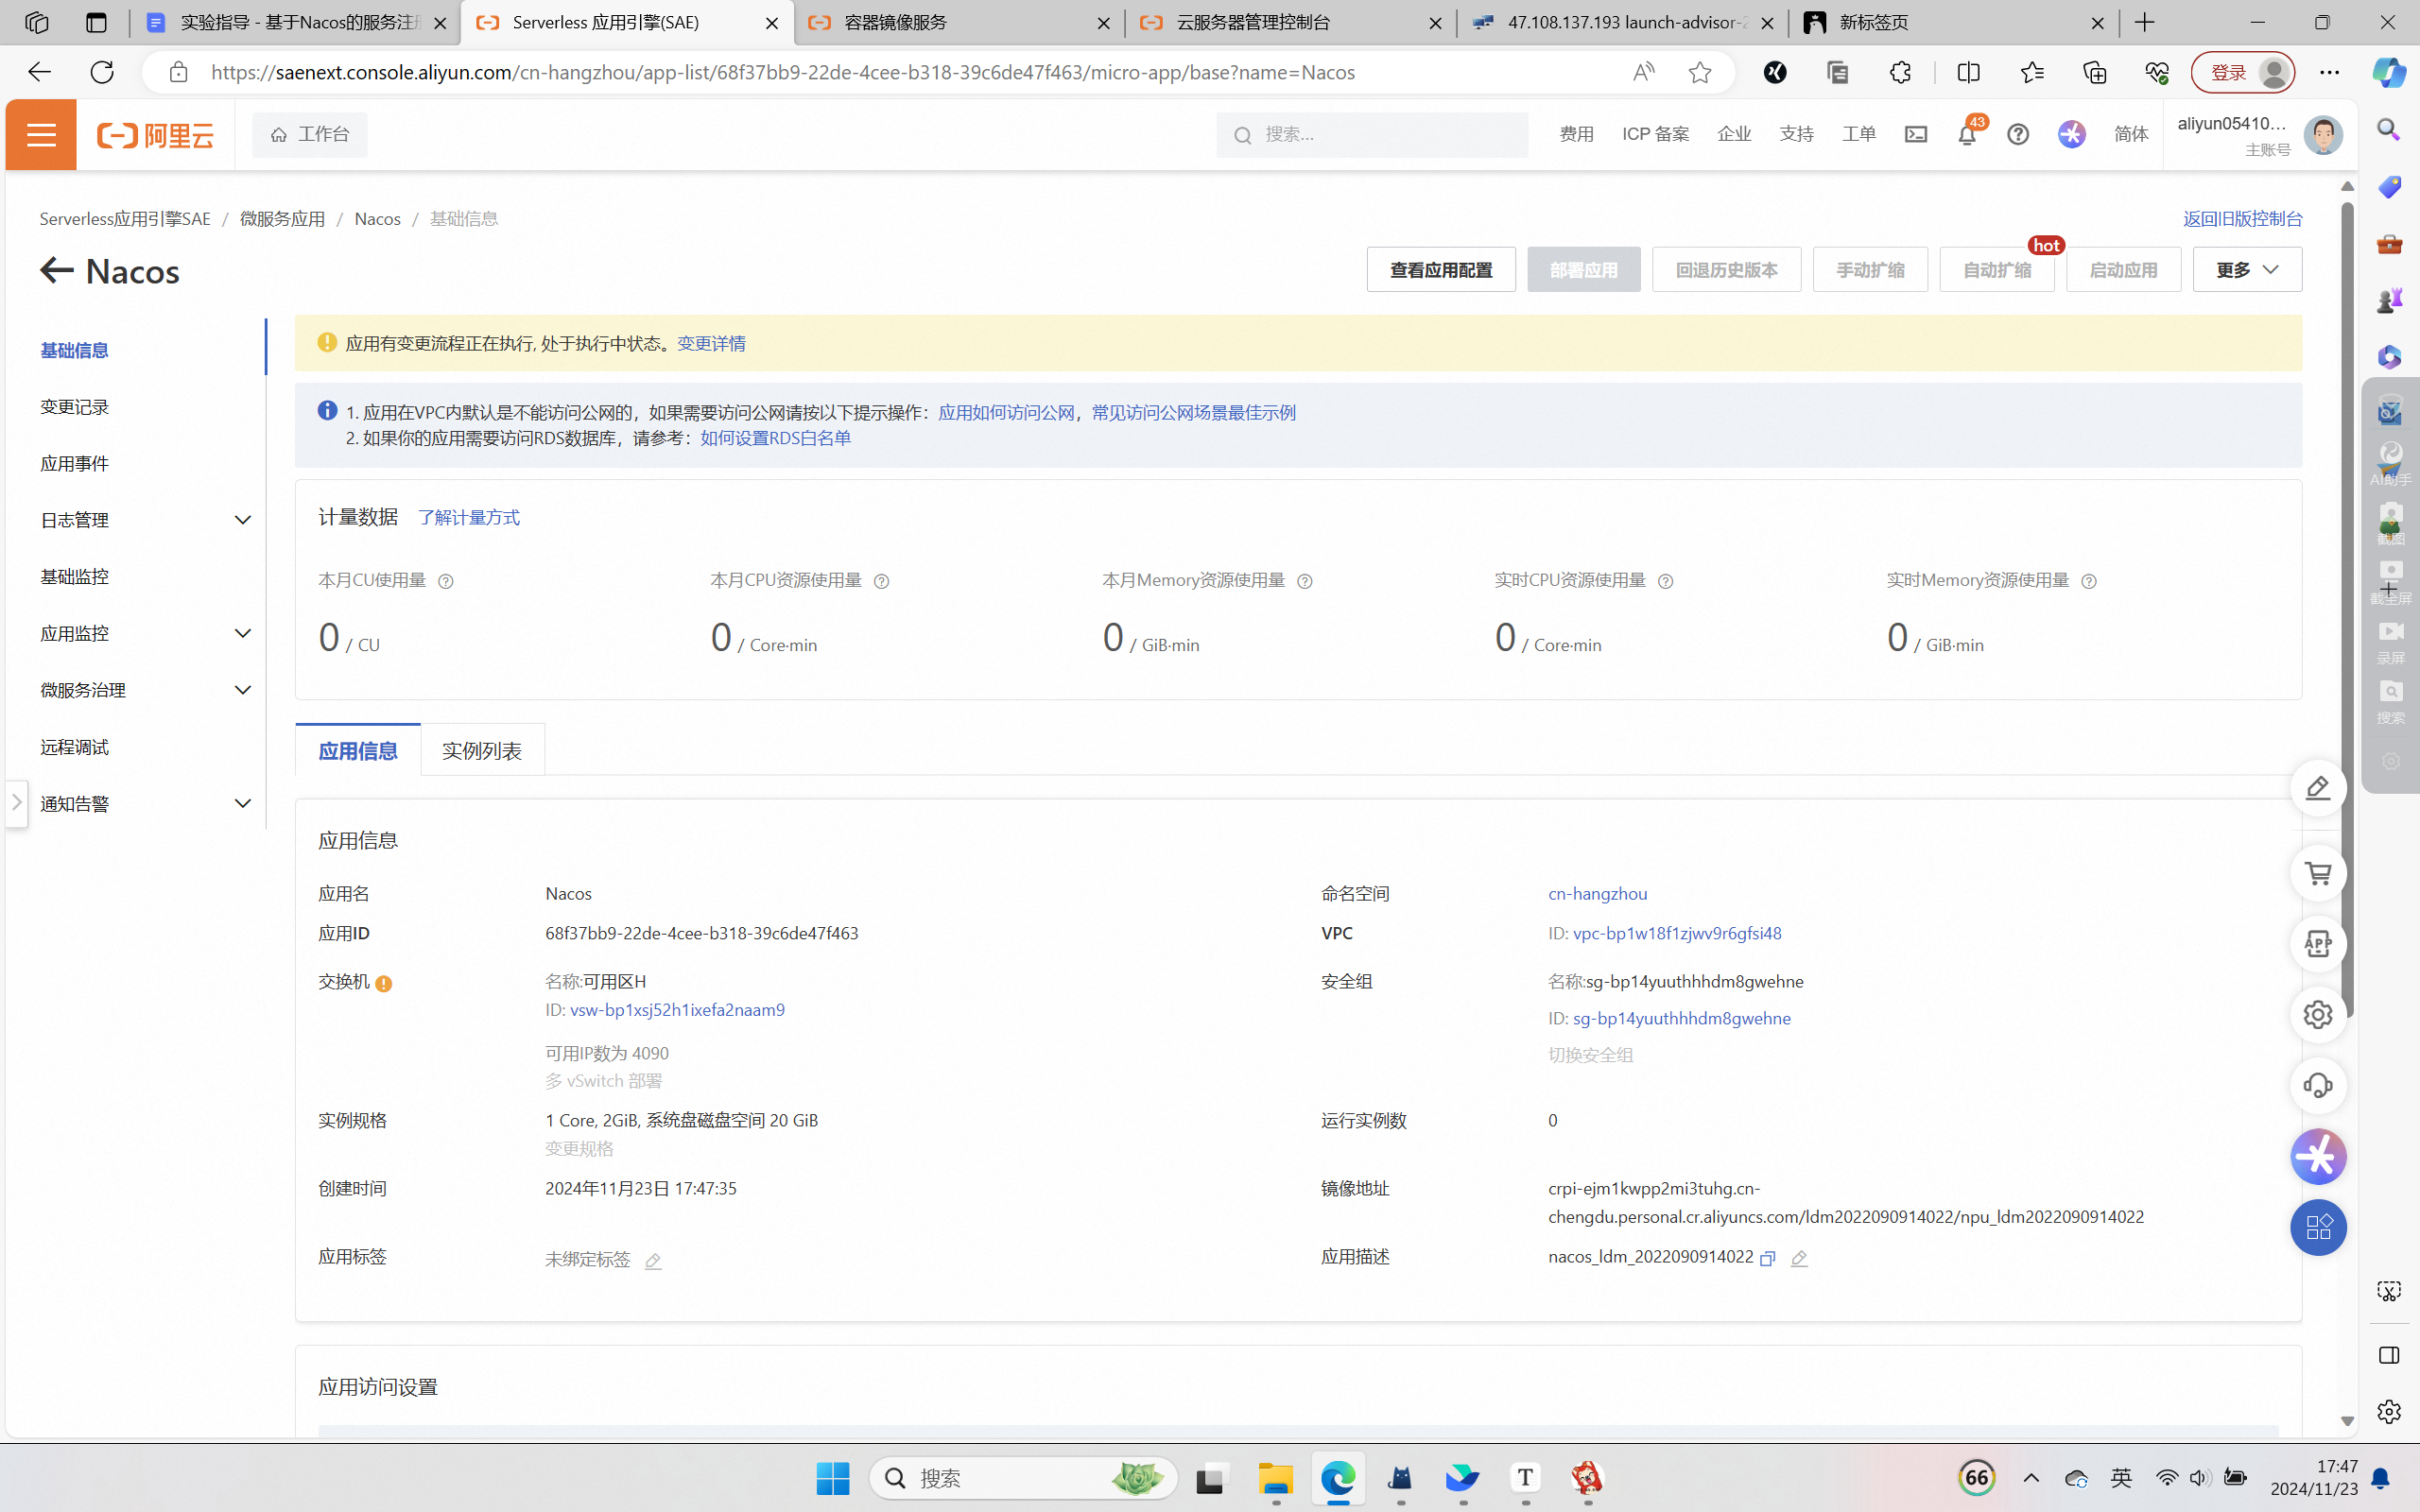 实验指导 - 基于Nacos的服务注册
Serverless 应用引擎(SAE)
容器镜像服务
云服务器管理控制台
47.108.137.193 launch-advisor-2
新标签页
https://saenext.console.aliyun.com/cn-hangzhou/app-list/68f37bb9-22de-4cee-b318-39c6de47f463/micro-app/base?name=Nacos
登录
阿里云
工作台
搜索...
费用
ICP 备案
企业
支持
工单
43
简体
aliyun05410...
主账号
Serverless应用引擎SAE / 微服务应用 / Nacos / 基础信息
返回旧版控制台
Nacos
查看应用配置
部署应用
回退历史版本
手动扩缩
自动扩缩
hot
启动应用
更多
基础信息
变更记录
应用事件
日志管理
基础监控
应用监控
微服务治理
远程调试
通知告警
应用有变更流程正在执行, 处于执行中状态。变更详情
1. 应用在VPC内默认是不能访问公网的，如果需要访问公网请按以下提示操作：应用如何访问公网，常见访问公网场景最佳示例
2. 如果你的应用需要访问RDS数据库，请参考：如何设置RDS白名单
计量数据 了解计量方式
本月CU使用量
0 / CU
本月CPU资源使用量
0 / Core·min
本月Memory资源使用量
0 / GiB·min
实时CPU资源使用量
0 / Core·min
实时Memory资源使用量
0 / GiB·min
应用信息
实例列表
应用信息
应用名 Nacos
命名空间 cn-hangzhou
应用ID 68f37bb9-22de-4cee-b318-39c6de47f463
VPC ID: vpc-bp1w18f1zjwv9r6gfsi48
交换机 名称:可用区H
ID: vsw-bp1xsj52h1ixefa2naam9
可用IP数为 4090
多 vSwitch 部署
安全组 名称:sg-bp14yuuthhhdm8gwehne
ID: sg-bp14yuuthhhdm8gwehne
切换安全组
实例规格 1 Core, 2GiB, 系统盘磁盘空间 20 GiB
变更规格
运行实例数 0
创建时间 2024年11月23日 17:47:35
镜像地址 crpi-ejm1kwpp2mi3tuhg.cn-
chengdu.personal.cr.aliyuncs.com/ldm2022090914022/npu_ldm2022090914022
应用标签 未绑定标签
应用描述 nacos_ldm_2022090914022
应用访问设置
AI助手
截图
截全屏
录屏
搜索
APP
搜索
T
66
英
17:47
2024/11/23